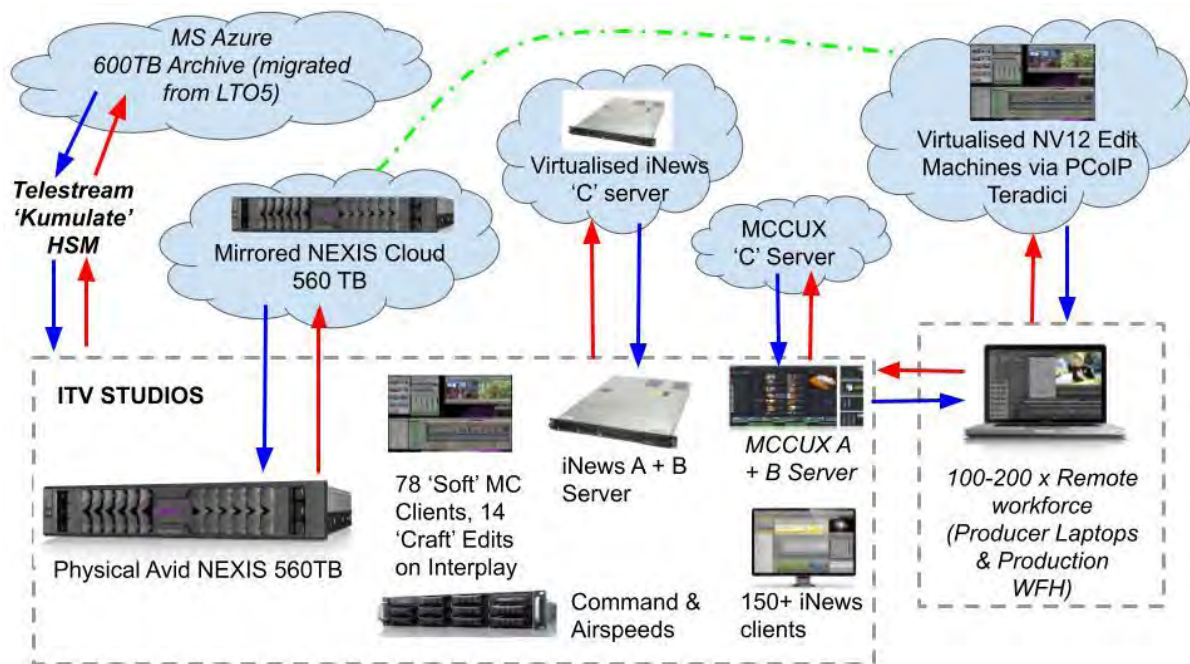 MS Azure
600TB Archive (migrated
from LTO5)
Telestream
‘Kumulate’
HSM
Mirrored NEXIS Cloud
560 TB
Virtualised iNews
‘C’ server
MCCUX
‘C’ Server
Virtualised NV12 Edit
Machines via PCoIP
Teradici
ITV STUDIOS
Physical Avid NEXIS 560TB
78 ‘Soft’ MC
Clients, 14
‘Craft’ Edits
on Interplay
iNews A + B
Server
MCCUX A
+ B Server
Command &
Airspeeds
150+ iNews
clients
100-200 x Remote
workforce
(Producer Laptops
& Production
WFH)